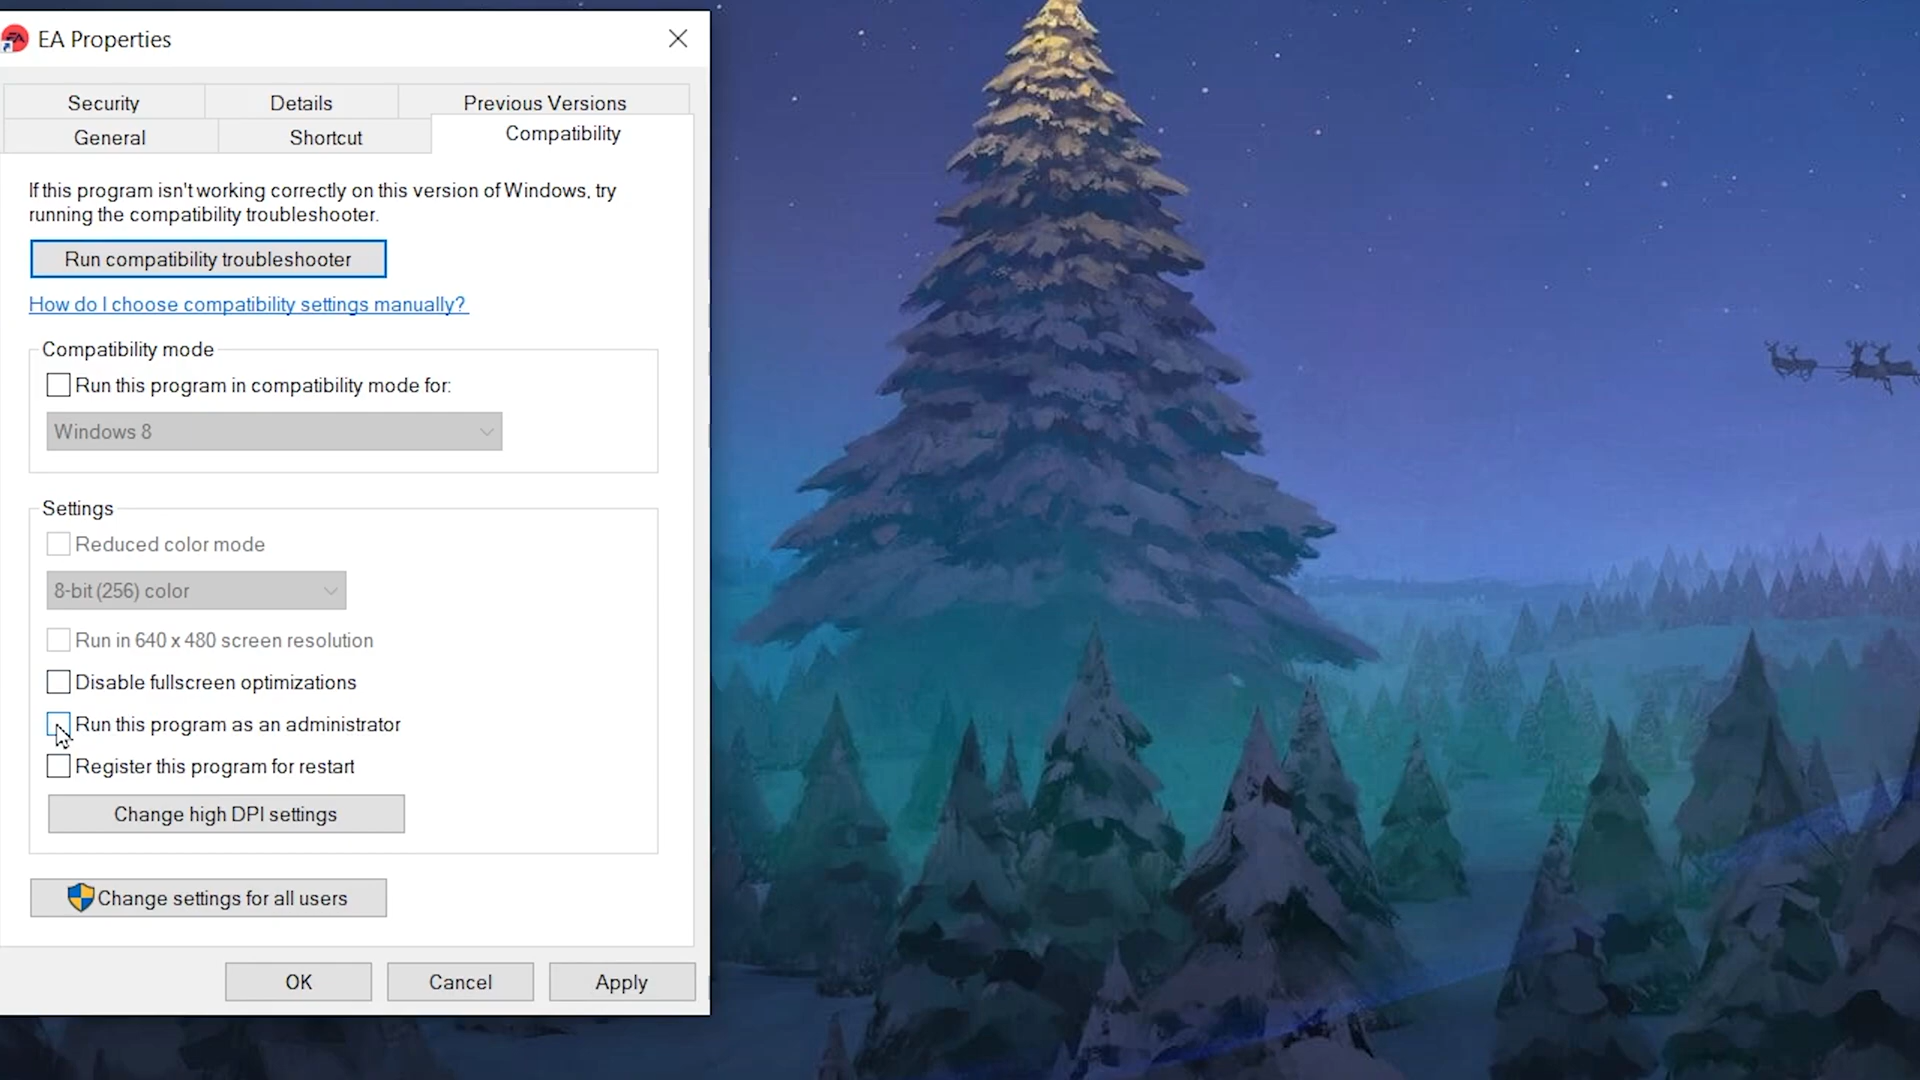 EA Properties
Security
Details
Previous Versions
General
Shortcut
Compatibility
If this program isn't working correctly on this version of Windows, try
running the compatibility troubleshooter.
Run compatibility troubleshooter
How do I choose compatibility settings manually?
Compatibility mode
Run this program in compatibility mode for:
Windows 8
Settings
Reduced color mode
8-bit (256) color
Run in 640 x 480 screen resolution
Disable fullscreen optimizations
Run this program as an administrator
Register this program for restart
Change high DPI settings
Change settings for all users
OK
Cancel
Apply